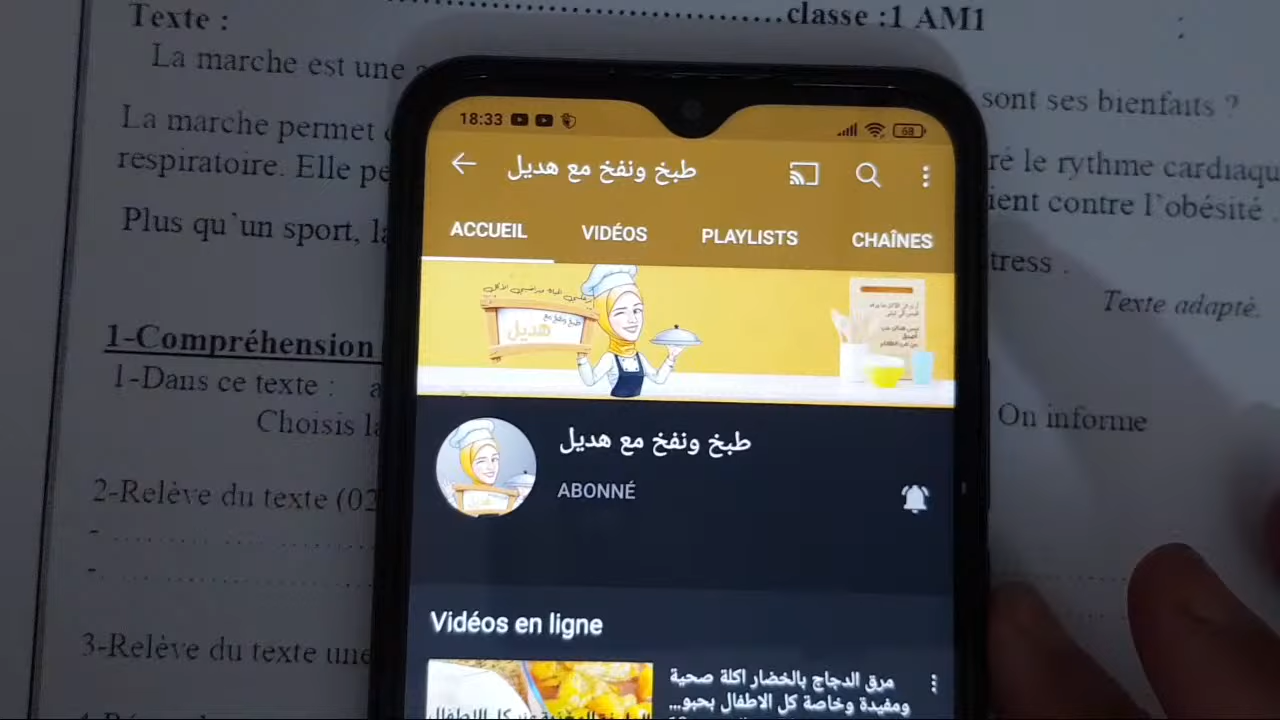 Texte :
classe :1 AM1
La marche est une
sont ses bienfaits ?
La marche permet
ré le rythme cardiaqu
respiratoire. Elle pe
ient contre l'obésité .
Plus qu'un sport, la
tress .
Texte adapté.
1-Compréhension
1-Dans ce texte :
On informe
Choisis la
2-Relève du texte (02
3-Relève du texte une
18:33
68
طبخ ونفخ مع هديل
ACCUEIL
VIDÉOS
PLAYLISTS
CHAÎNES
طبخ ونفخ مع
هديل
طبخ ونفخ مع هديل
ABONNÉ
Vidéos en ligne
مرق الدجاج بالخضار اكلة صحية
ومفيدة وخاصة كل الاطفال بحبو...